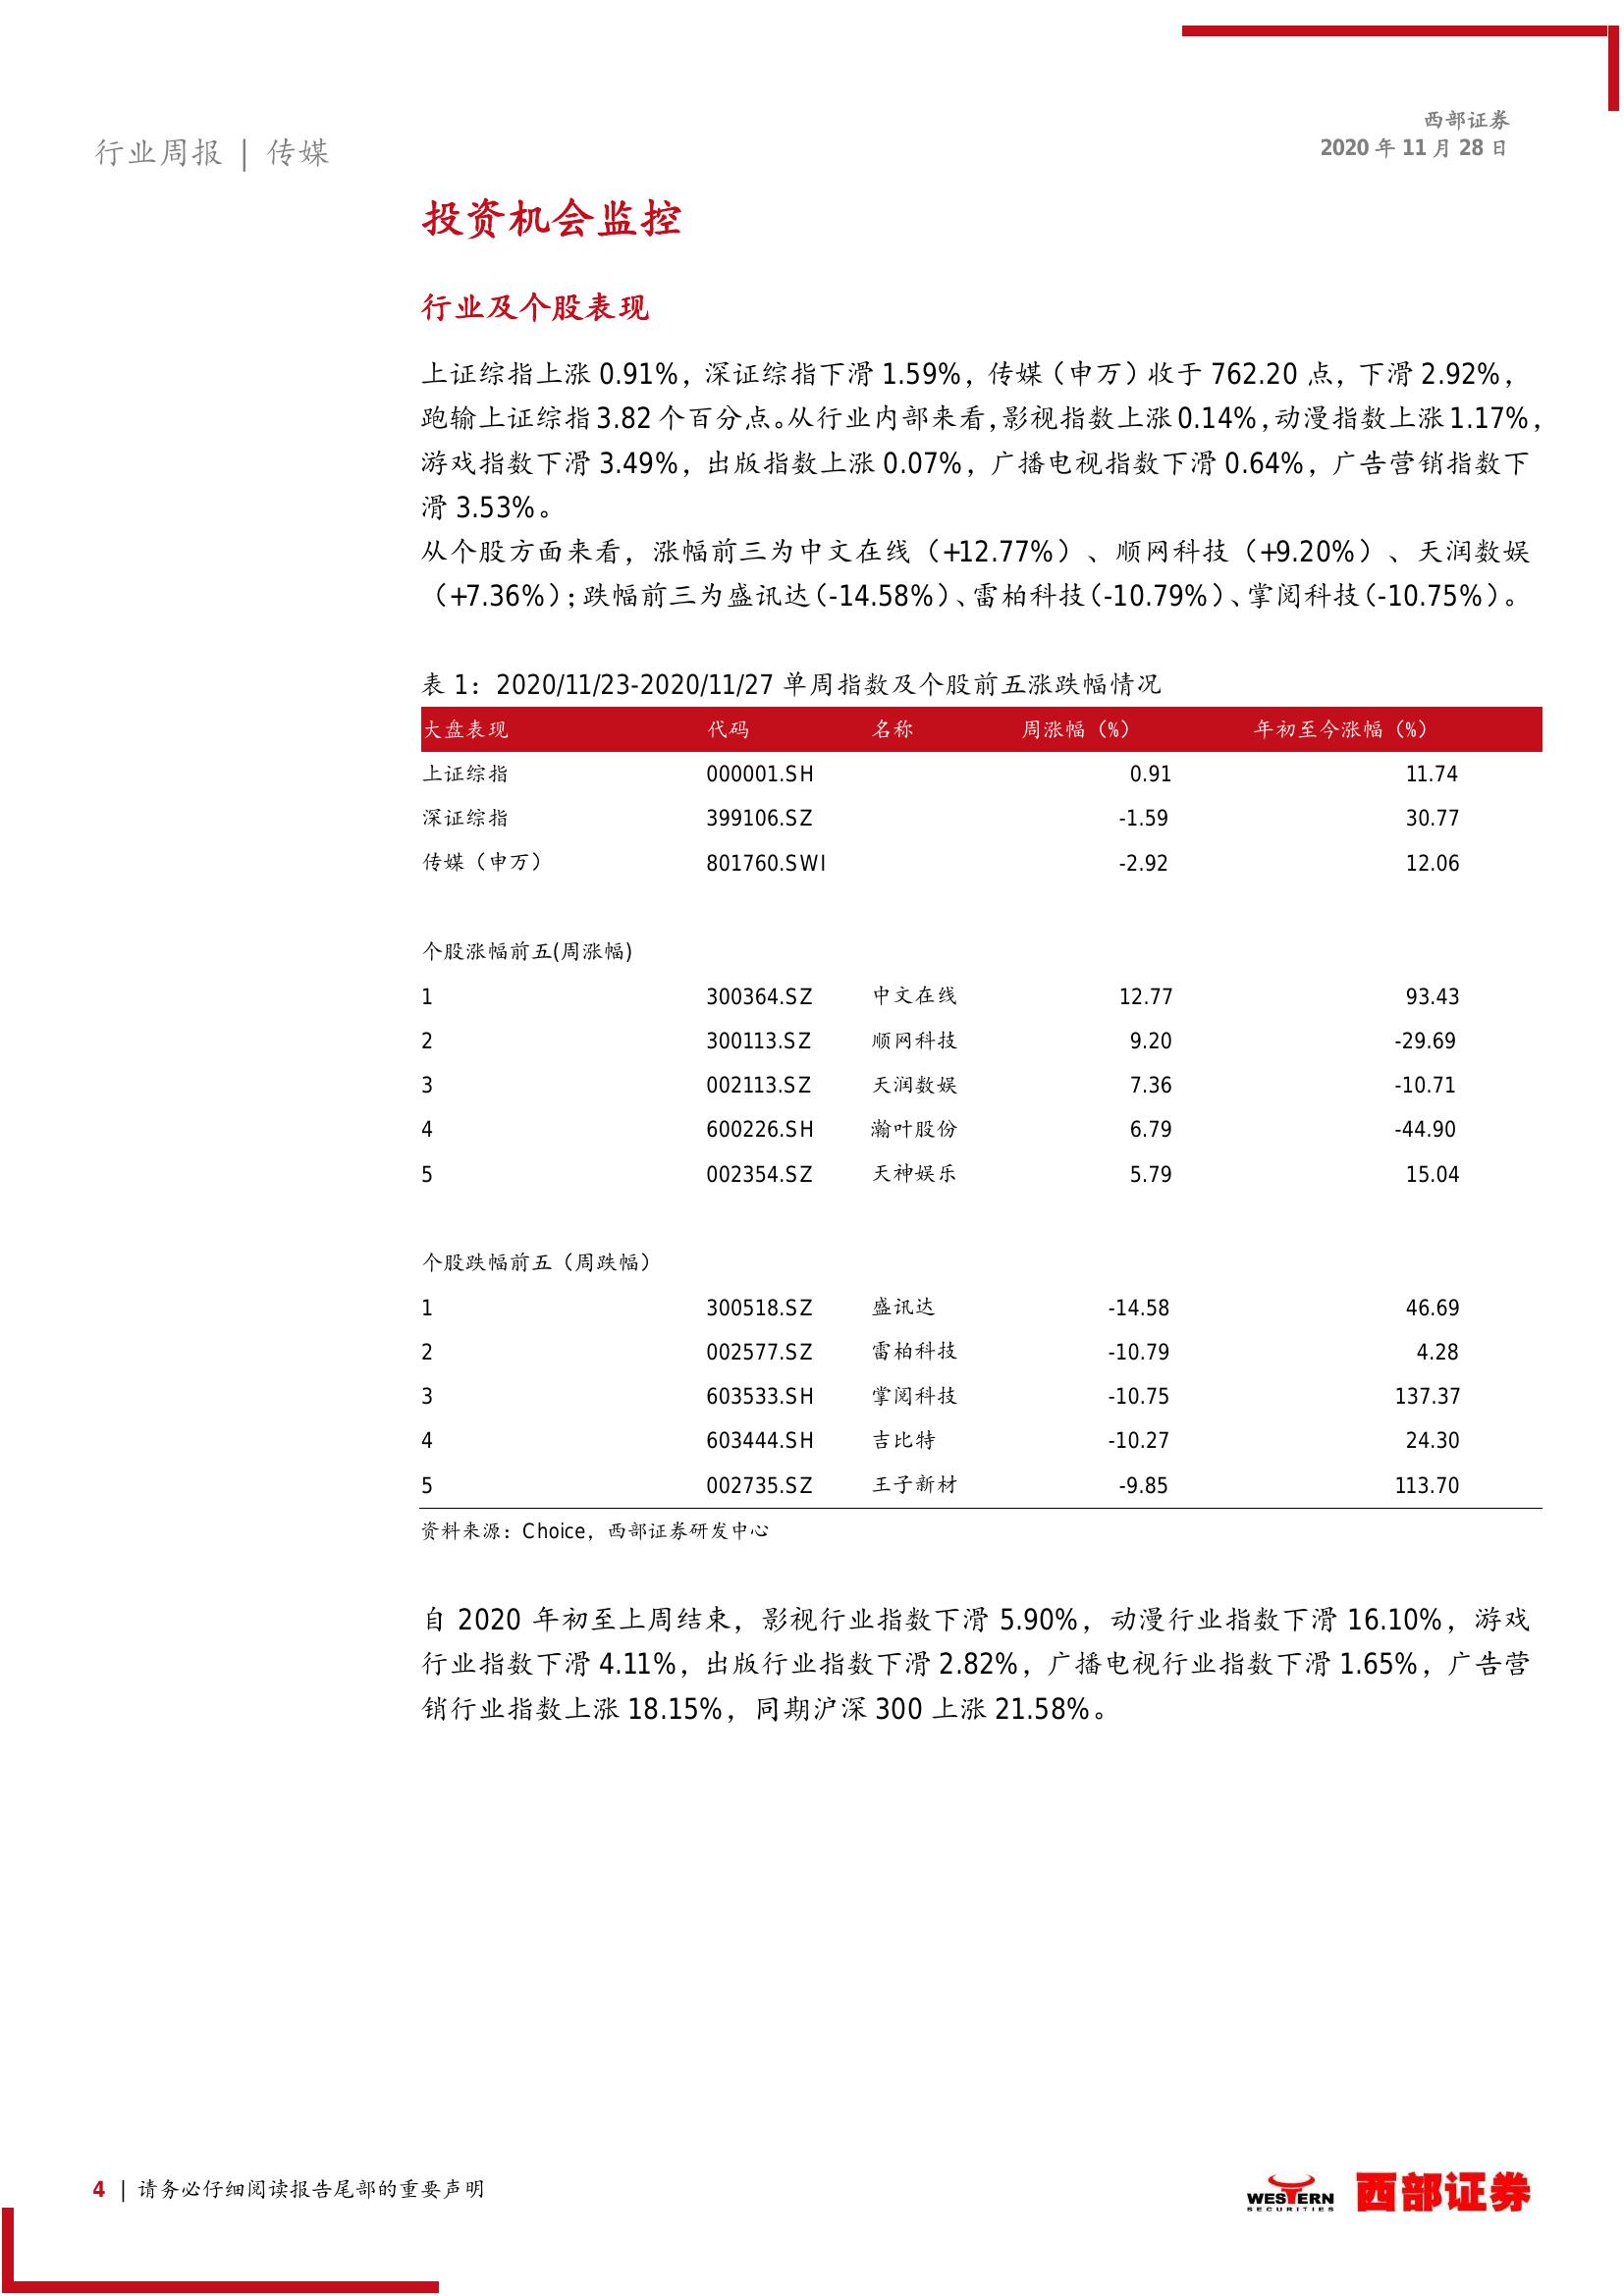 行业周报 | 传媒
西部证券
2020 年 11 月 28 日
投资机会监控
行业及个股表现
上证综指上涨 0.91%，深证综指下滑 1.59%，传媒（申万）收于 762.20 点，下滑 2.92%，
跑输上证综指 3.82 个百分点。从行业内部来看，影视指数上涨 0.14%，动漫指数上涨 1.17%，
游戏指数下滑 3.49%，出版指数上涨 0.07%，广播电视指数下滑 0.64%，广告营销指数下
滑 3.53%。
从个股方面来看，涨幅前三为中文在线（+12.77%）、顺网科技（+9.20%）、天润数娱
（+7.36%）；跌幅前三为盛讯达（-14.58%）、雷柏科技（-10.79%）、掌阅科技（-10.75%）。
表 1：2020/11/23-2020/11/27 单周指数及个股前五涨跌幅情况
大盘表现 代码 名称 周涨幅（%） 年初至今涨幅（%）
上证综指 000001.SH 0.91 11.74
深证综指 399106.SZ -1.59 30.77
传媒（申万） 801760.SWI -2.92 12.06
个股涨幅前五(周涨幅)
1 300364.SZ 中文在线 12.77 93.43
2 300113.SZ 顺网科技 9.20 -29.69
3 002113.SZ 天润数娱 7.36 -10.71
4 600226.SH 瀚叶股份 6.79 -44.90
5 002354.SZ 天神娱乐 5.79 15.04
个股跌幅前五（周跌幅）
1 300518.SZ 盛讯达 -14.58 46.69
2 002577.SZ 雷柏科技 -10.79 4.28
3 603533.SH 掌阅科技 -10.75 137.37
4 603444.SH 吉比特 -10.27 24.30
5 002735.SZ 王子新材 -9.85 113.70
资料来源：Choice，西部证券研发中心
自 2020 年初至上周结束，影视行业指数下滑 5.90%，动漫行业指数下滑 16.10%，游戏
行业指数下滑 4.11%，出版行业指数下滑 2.82%，广播电视行业指数下滑 1.65%，广告营
销行业指数上涨 18.15%，同期沪深 300 上涨 21.58%。
4 | 请务必仔细阅读报告尾部的重要声明
WESTERN
SECURITIES
西部证券